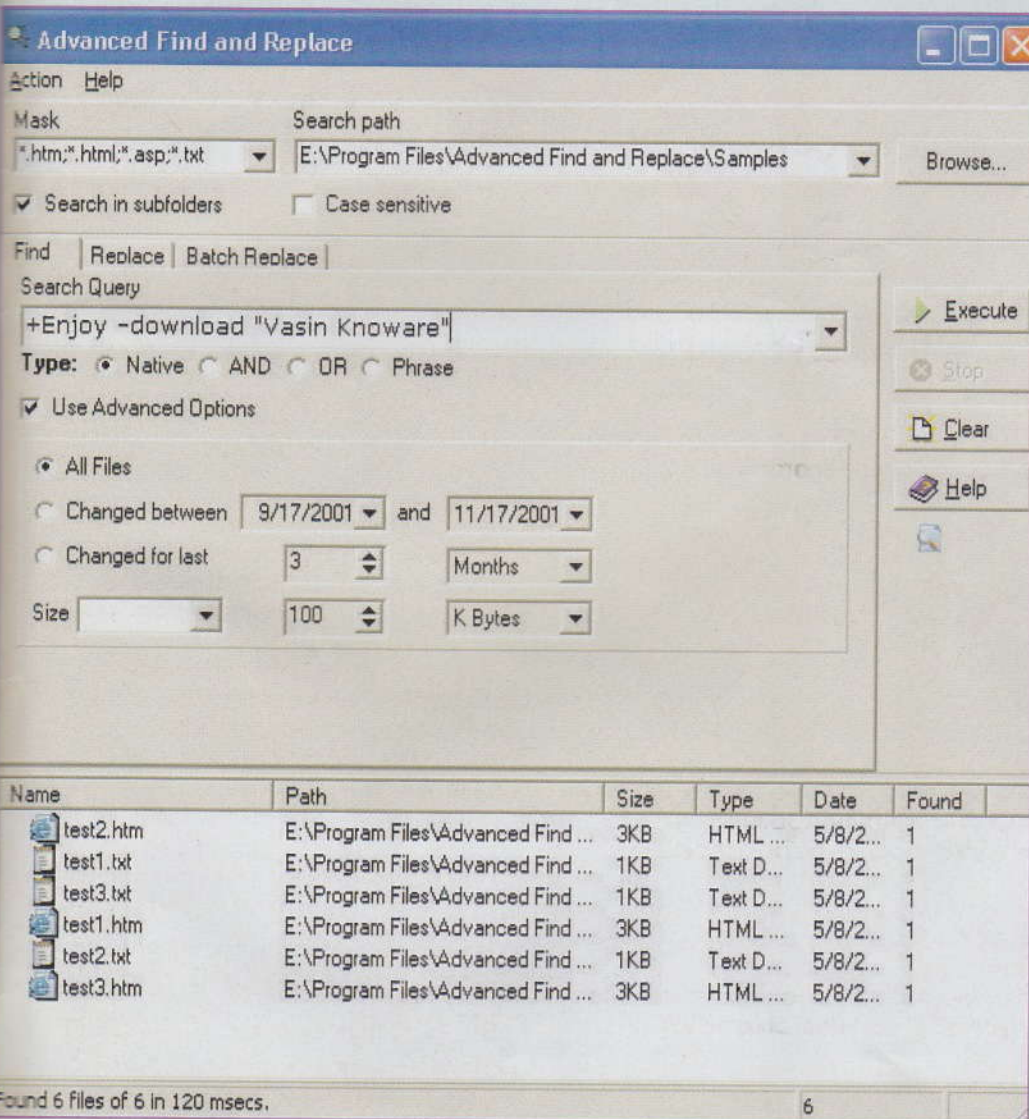 Advanced Find and Replace
Action Help
Mask Search path
*.htm;*.html;*.asp;*.txt E:\Program Files\Advanced Find and Replace\Samples Browse...
Search in subfolders Case sensitive
Find Replace Batch Replace
Search Query
+Enjoy -download "Vasin Knoware" Execute
Type: Native AND OR Phrase Stop
Use Advanced Options
Clear
All Files
Help
Changed between 9/17/2001 and 11/17/2001
Changed for last 3 Months
Size 100 K Bytes
Name Path Size Type Date Found
test2.htm E:\Program Files\Advanced Find ... 3KB HTML ... 5/8/2... 1
test1.txt E:\Program Files\Advanced Find ... 1KB Text D... 5/8/2... 1
test3.txt E:\Program Files\Advanced Find ... 1KB Text D... 5/8/2... 1
test1.htm E:\Program Files\Advanced Find ... 3KB HTML ... 5/8/2... 1
test2.txt E:\Program Files\Advanced Find ... 1KB Text D... 5/8/2... 1
test3.htm E:\Program Files\Advanced Find ... 3KB HTML ... 5/8/2... 1
Found 6 files of 6 in 120 msecs. 6